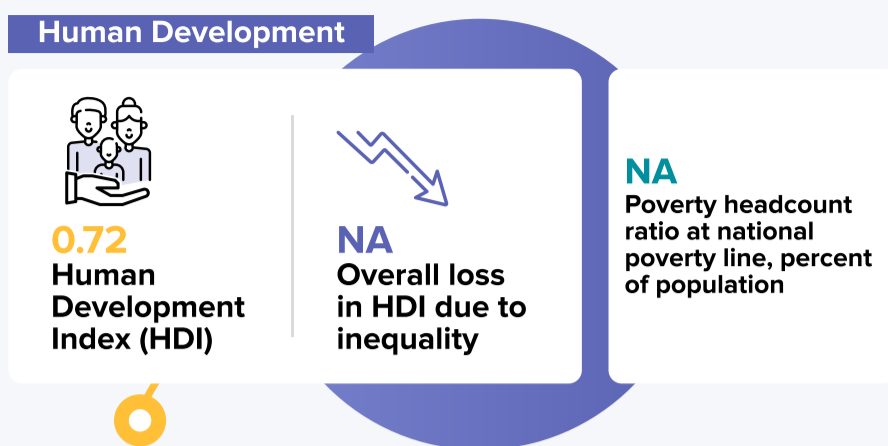 Human Development
0.72
Human
Development
Index (HDI)
NA
Overall loss
in HDI due to
inequality
NA
Poverty headcount
ratio at national
poverty line, percent
of population